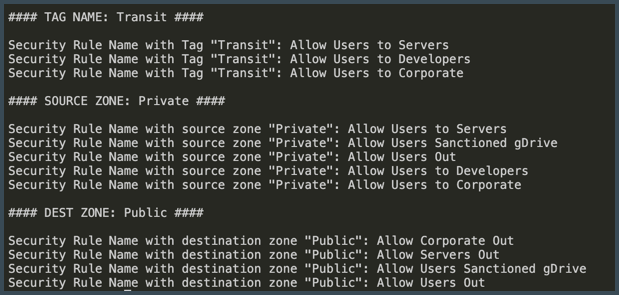 #### TAG NAME: Transit ####
Security Rule Name with Tag "Transit": Allow Users to Servers
Security Rule Name with Tag "Transit": Allow Users to Developers
Security Rule Name with Tag "Transit": Allow Users to Corporate
#### SOURCE ZONE: Private ####
Security Rule Name with source zone "Private": Allow Users to Servers
Security Rule Name with source zone "Private": Allow Users Sanctioned gDrive
Security Rule Name with source zone "Private": Allow Users Out
Security Rule Name with source zone "Private": Allow Users to Developers
Security Rule Name with source zone "Private": Allow Users to Corporate
#### DEST ZONE: Public ####
Security Rule Name with destination zone "Public": Allow Corporate Out
Security Rule Name with destination zone "Public": Allow Servers Out
Security Rule Name with destination zone "Public": Allow Users Sanctioned gDrive
Security Rule Name with destination zone "Public": Allow Users Out